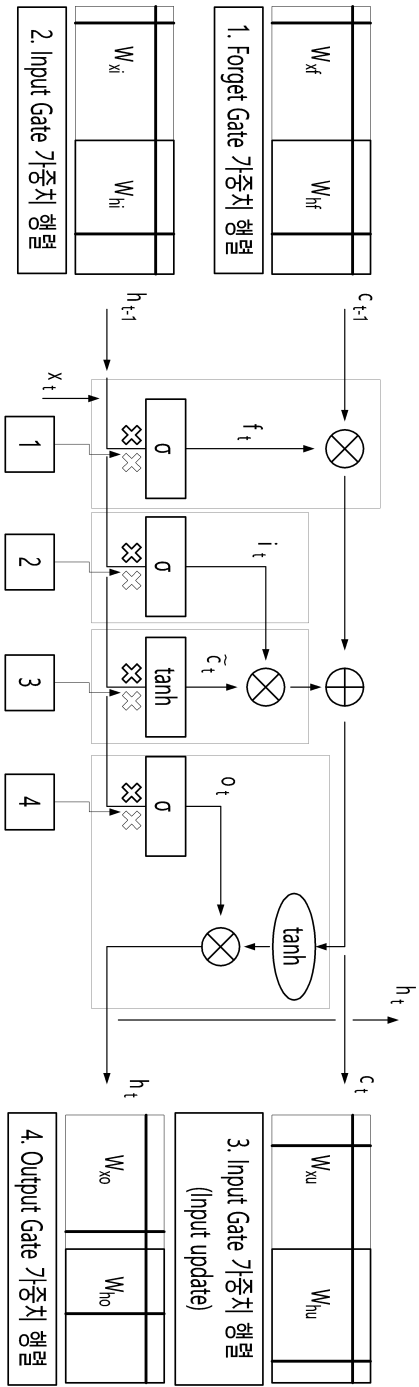 W_xf
W_hf
1. Forget Gate 가중치 행렬
W_xi
W_hi
2. Input Gate 가중치 행렬
c_t-1
h_t-1
x_t
f_t
i_t
c̃_t
o_t
σ
σ
tanh
σ
tanh
1
2
3
4
h_t
c_t
h_t
W_xu
W_hu
3. Input Gate 가중치 행렬
(Input update)
W_xo
W_ho
4. Output Gate 가중치 행렬